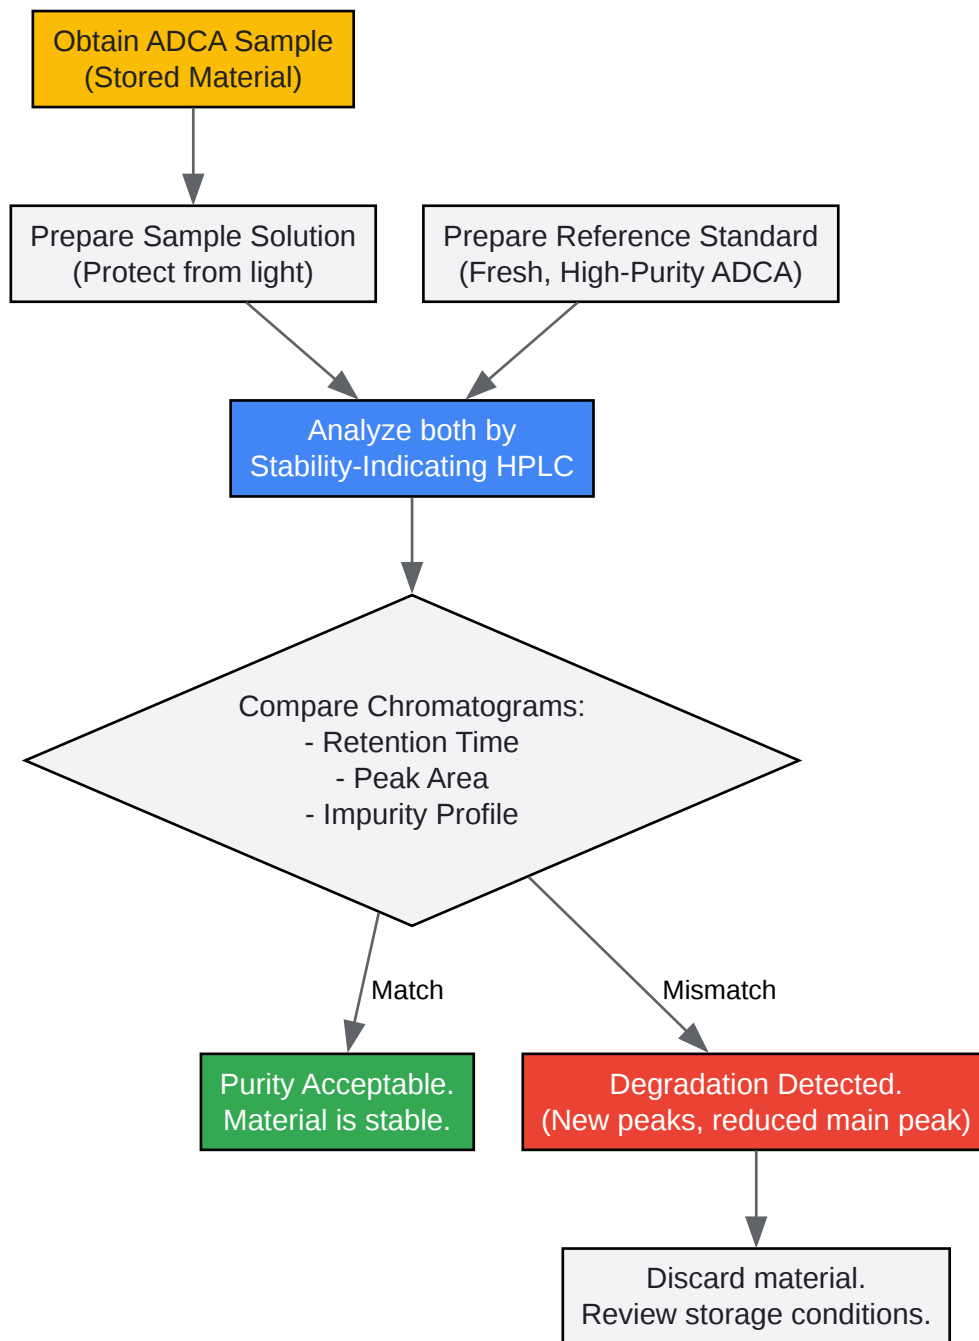 Obtain ADCA Sample
(Stored Material)
Prepare Sample Solution
(Protect from light)
Prepare Reference Standard
(Fresh, High-Purity ADCA)
Analyze both by
Stability-Indicating HPLC
Compare Chromatograms:
- Retention Time
- Peak Area
- Impurity Profile
Match
Mismatch
Purity Acceptable.
Material is stable.
Degradation Detected.
(New peaks, reduced main peak)
Discard material.
Review storage conditions.